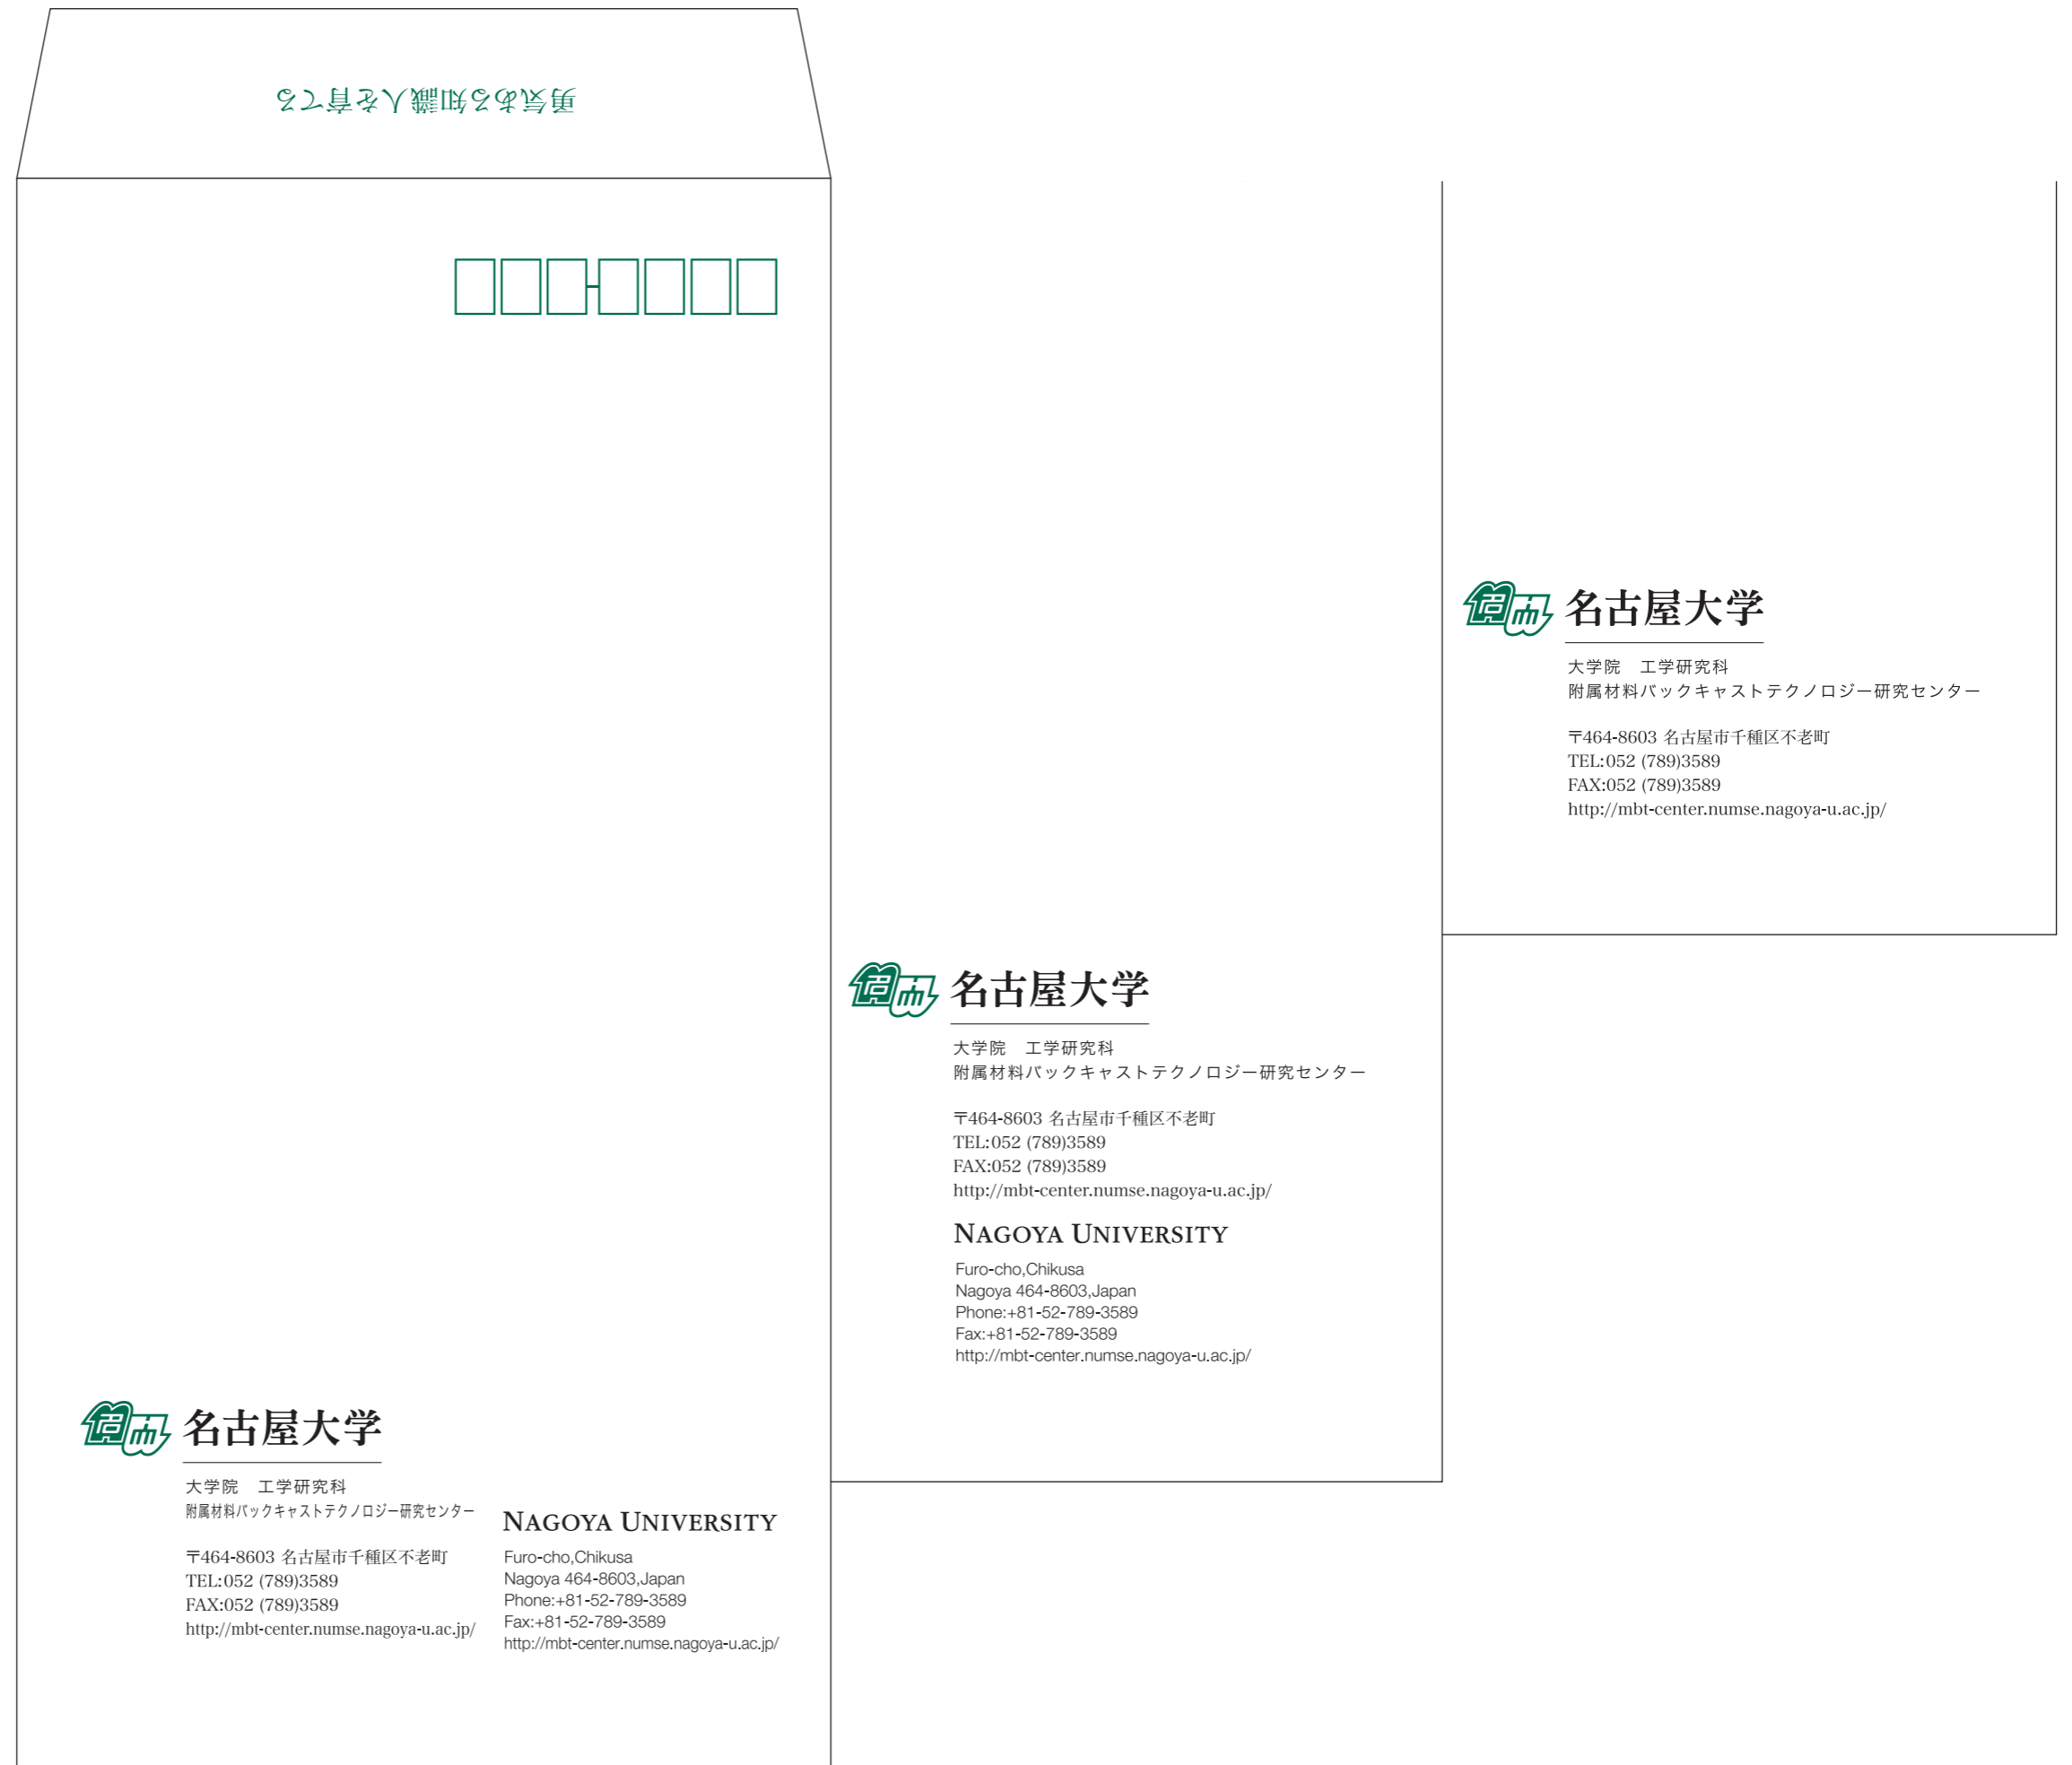 勇気ある知識人を育てる
名古屋大学
大学院　工学研究科
附属材料バックキャストテクノロジー研究センター
〒464-8603 名古屋市千種区不老町
TEL:052 (789)3589
FAX:052 (789)3589
http://mbt-center.numse.nagoya-u.ac.jp/
NAGOYA UNIVERSITY
Furo-cho,Chikusa
Nagoya 464-8603,Japan
Phone:+81-52-789-3589
Fax:+81-52-789-3589
http://mbt-center.numse.nagoya-u.ac.jp/
名古屋大学
大学院　工学研究科
附属材料バックキャストテクノロジー研究センター
〒464-8603 名古屋市千種区不老町
TEL:052 (789)3589
FAX:052 (789)3589
http://mbt-center.numse.nagoya-u.ac.jp/
NAGOYA UNIVERSITY
Furo-cho,Chikusa
Nagoya 464-8603,Japan
Phone:+81-52-789-3589
Fax:+81-52-789-3589
http://mbt-center.numse.nagoya-u.ac.jp/
名古屋大学
大学院　工学研究科
附属材料バックキャストテクノロジー研究センター
〒464-8603 名古屋市千種区不老町
TEL:052 (789)3589
FAX:052 (789)3589
http://mbt-center.numse.nagoya-u.ac.jp/